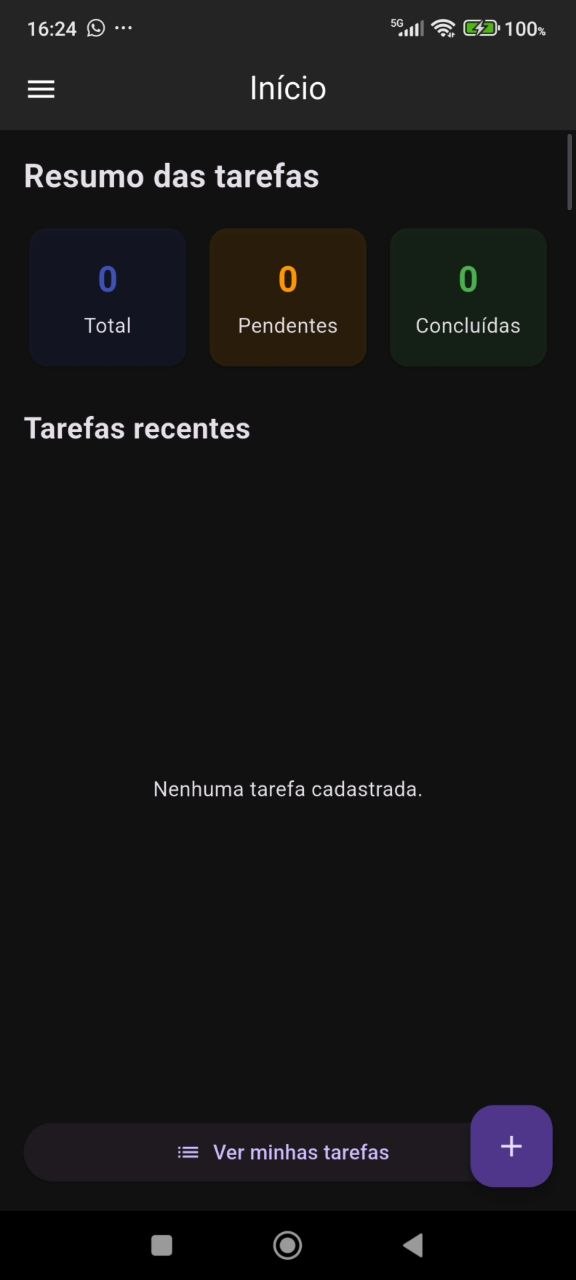 16:24
5G
100%
Início
Resumo das tarefas
0 0 0
Total Pendentes Concluídas
Tarefas recentes
Nenhuma tarefa cadastrada.
Ver minhas tarefas
+